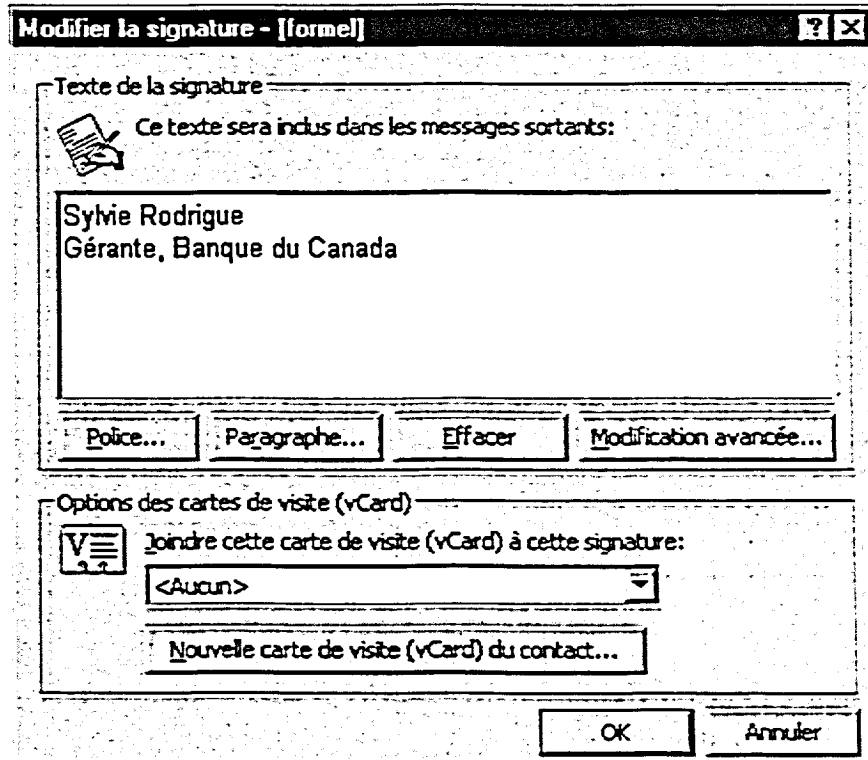 Modifier la signature - [formel]
Texte de la signature
Ce texte sera inclus dans les messages sortants:
Sylvie Rodrigue
Gérante, Banque du Canada
Police...
Paragraphe...
Effacer
Modification avancée...
Options des cartes de visite (vCard)
Joindre cette carte de visite (vCard) à cette signature:
<Aucun>
Nouvelle carte de visite (vCard) du contact...
OK
Annuler